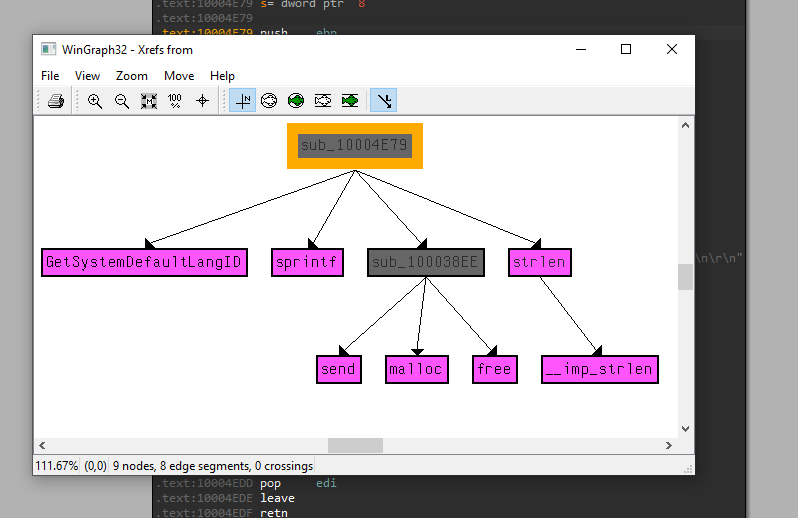 .text:10004E79 s= dword ptr  8
.text:10004E79
.text:10004E79 push    ebp
WinGraph32 - Xrefs from
File View Zoom Move Help
100%
N
sub_10004E79
GetSystemDefaultLangID sprintf sub_100038EE strlen
\n\r\n"
send malloc free __imp_strlen
111.67% (0,0) 9 nodes, 8 edge segments, 0 crossings
.text:10004EDD pop     edi
.text:10004EDE leave
.text:10004EDF retn